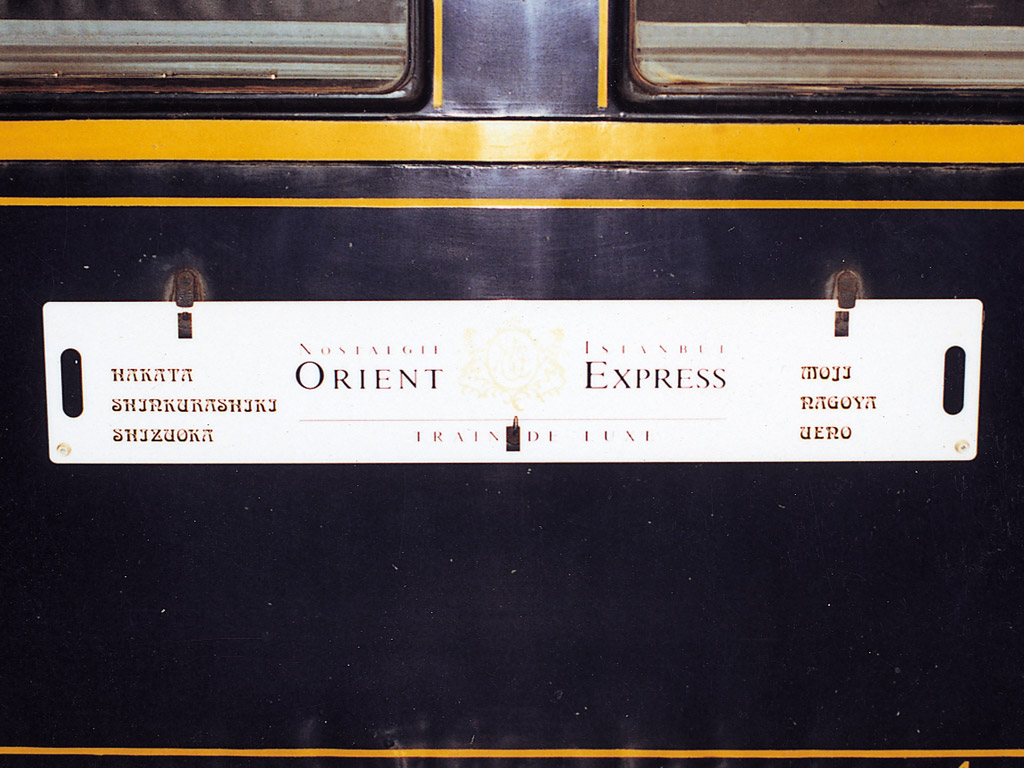 HAKATA
SHINKURASHIKI
SHIZUOKA
NOSTALGIE ISTANBUL
ORIENT EXPRESS
TRAIN DE LUXE
MOJI
NAGOYA
UENO